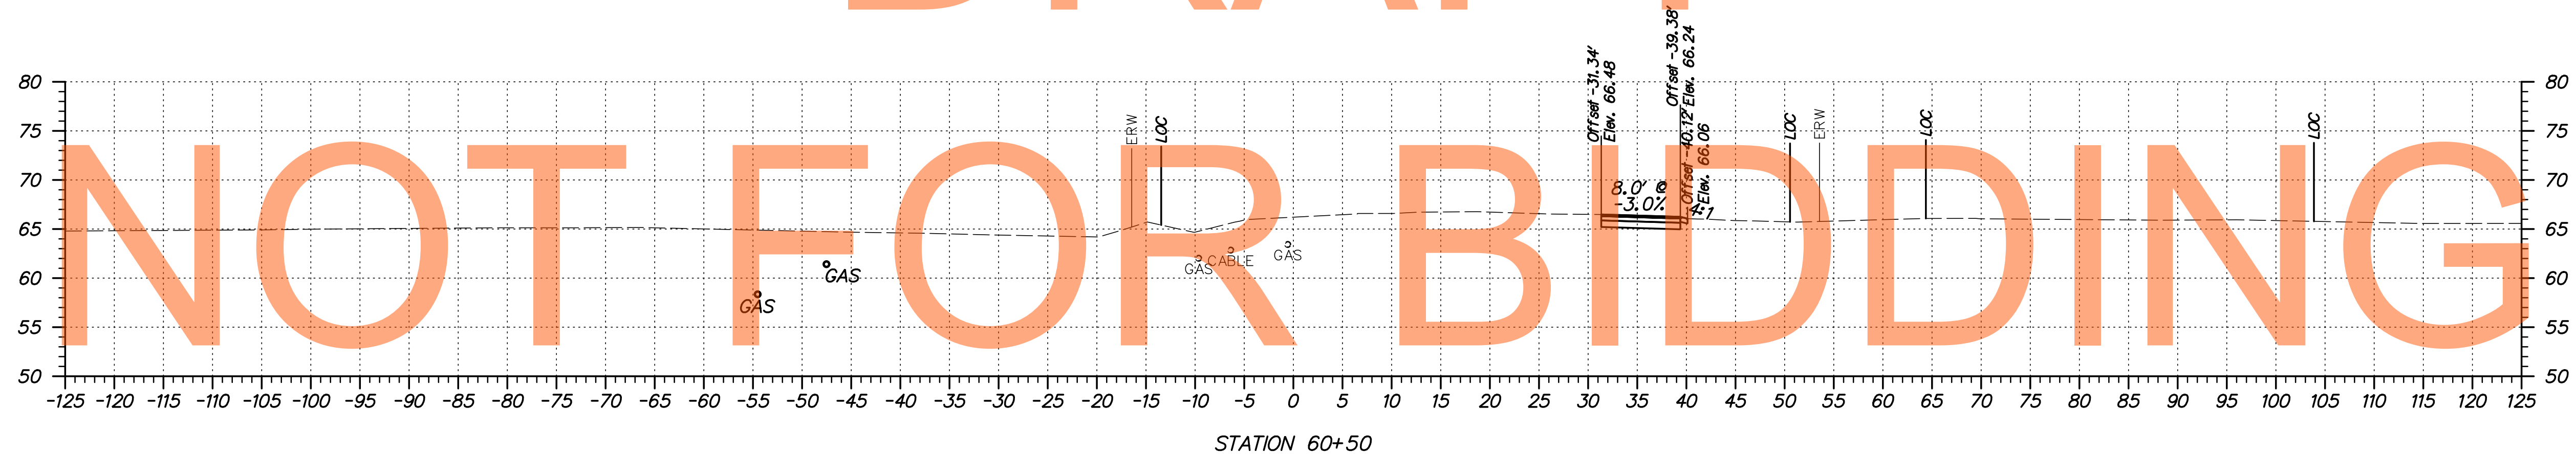 DRAFT
NOT FOR BIDDING
Offset -31.34'
Elev. 66.48
Offset -39.38'
Elev. 66.24
Offset -40.12'
Elev. 66.06
8.0' @
-3.0%
4:1
ERW
LOC
LOC
ERW
LOC
LOC
GAS
GAS
GAS
CABLE
GAS
80
75
70
65
60
55
50
80
75
70
65
60
55
50
-125 -120 -115 -110 -105 -100 -95 -90 -85 -80 -75 -70 -65 -60 -55 -50 -45 -40 -35 -30 -25 -20 -15 -10 -5 0 5 10 15 20 25 30 35 40 45 50 55 60 65 70 75 80 85 90 95 100 105 110 115 120 125
STATION 60+50